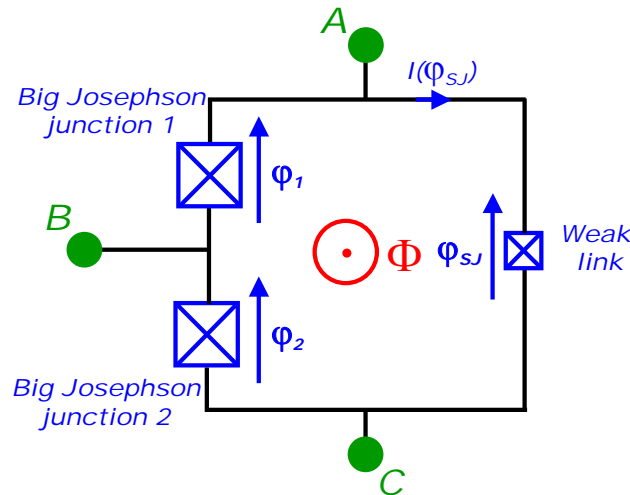 A
I(φSJ)
Big Josephson
junction 1
φ1
B
φSJ
Φ
Weak
link
φ2
Big Josephson
junction 2
C